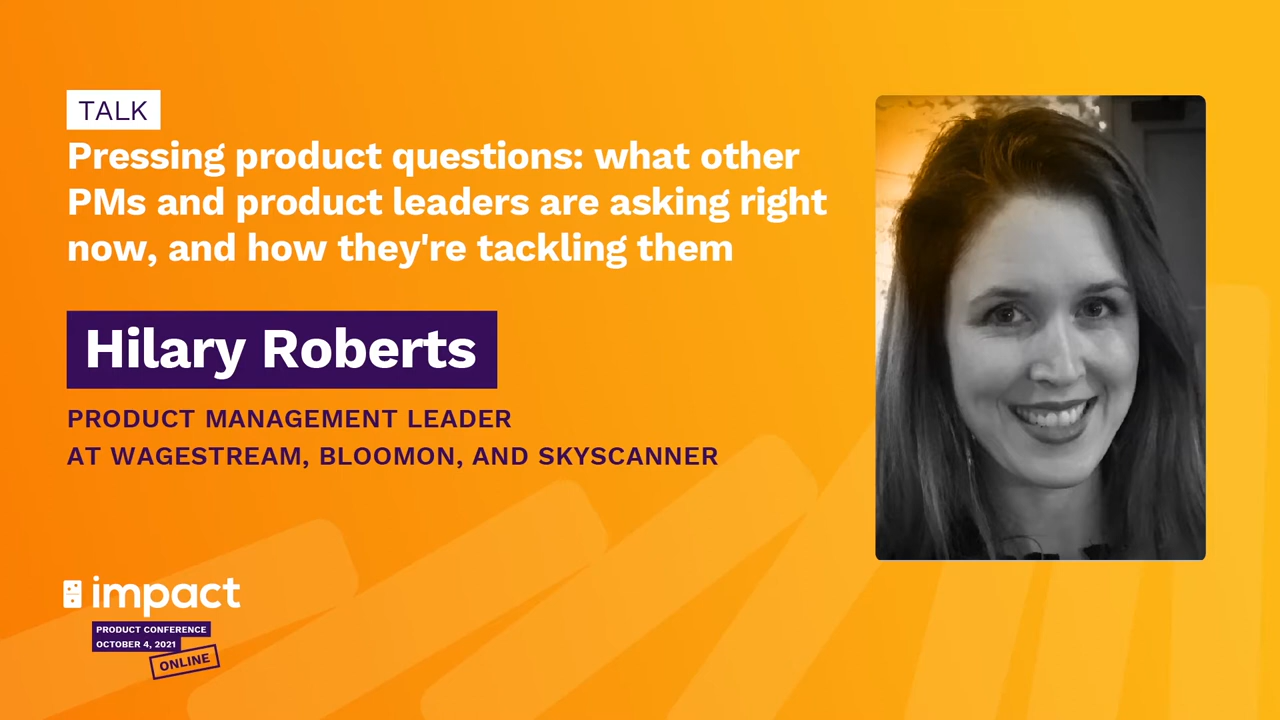 TALK
Pressing product questions: what other
PMs and product leaders are asking right
now, and how they're tackling them
Hilary Roberts
PRODUCT MANAGEMENT LEADER
AT WAGESTREAM, BLOOMON, AND SKYSCANNER
impact
PRODUCT CONFERENCE
OCTOBER 4, 2021
ONLINE